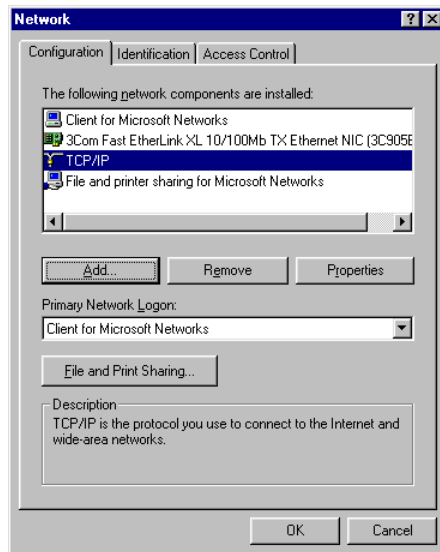 Network
Configuration Identification Access Control
The following network components are installed:
Client for Microsoft Networks
3Com Fast EtherLink XL 10/100Mb TX Ethernet NIC (3C905B
TCP/IP
File and printer sharing for Microsoft Networks
Add... Remove Properties
Primary Network Logon:
Client for Microsoft Networks
File and Print Sharing...
Description
TCP/IP is the protocol you use to connect to the Internet and
wide-area networks.
OK Cancel